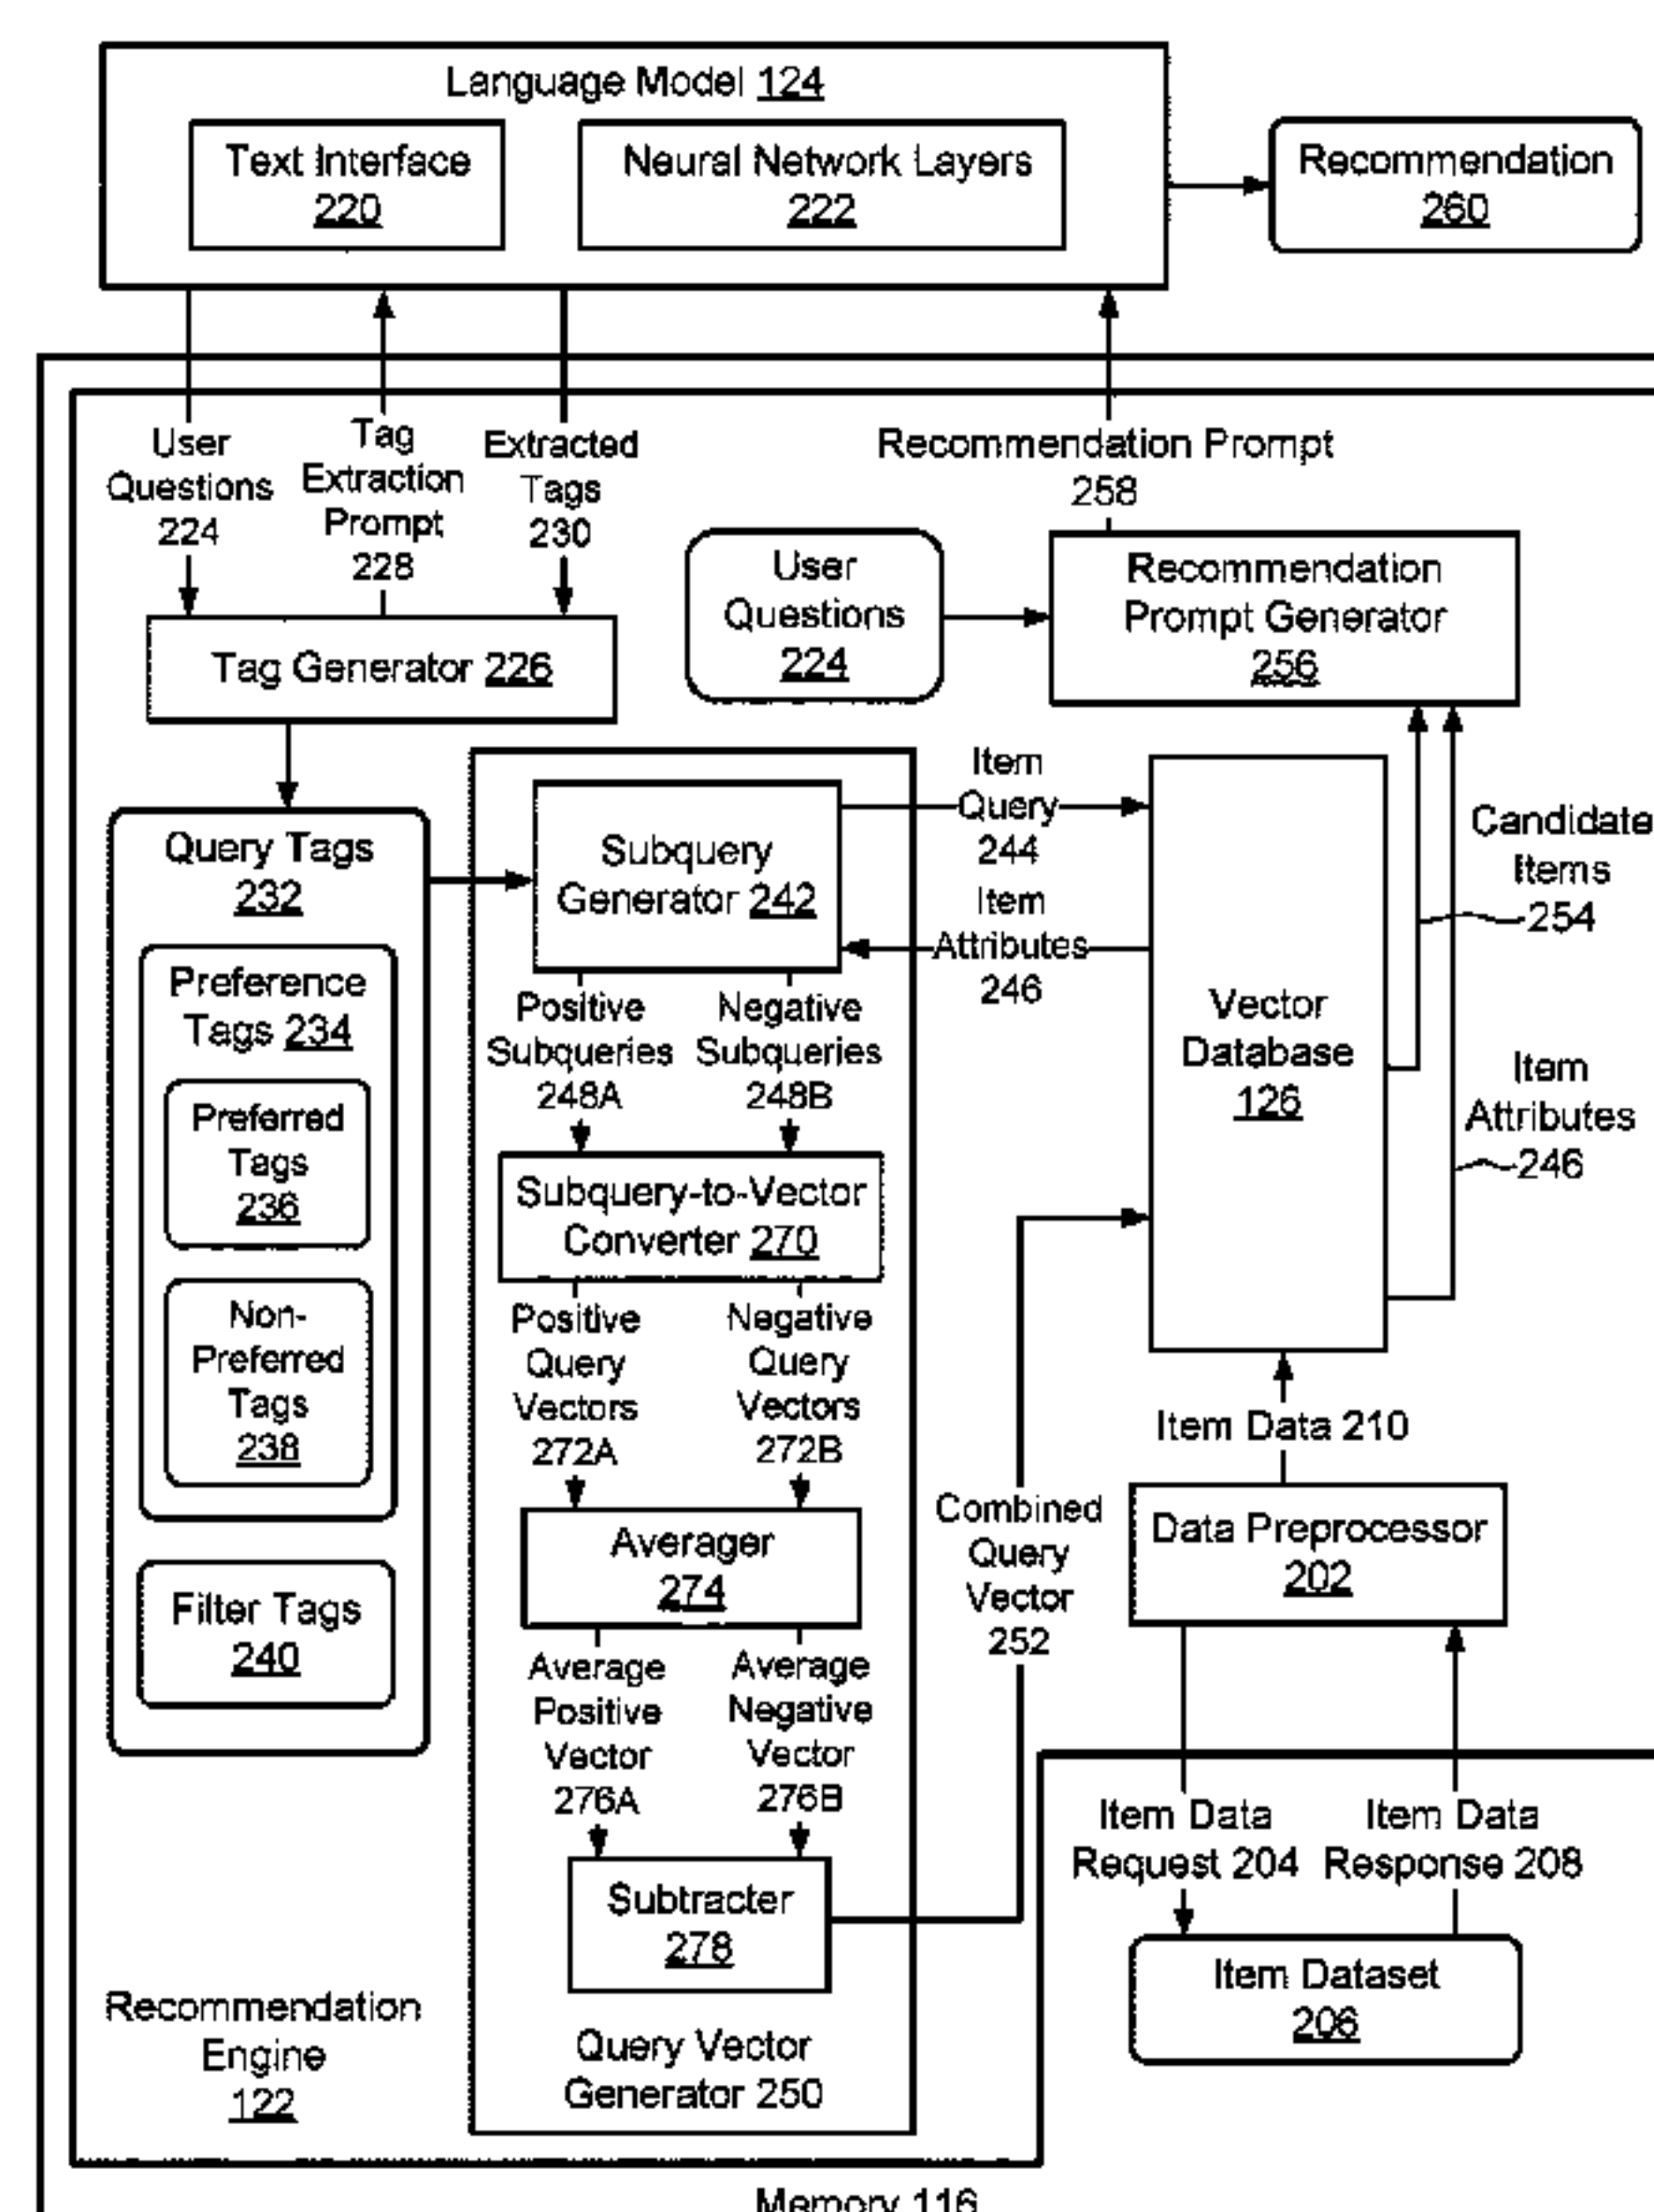 Language Model 124
Text Interface
220
Neural Network Layers
222
Recommendation
260
User
Questions
224
Tag
Extraction
Prompt
228
Extracted
Tags
230
Recommendation Prompt
258
User
Questions
224
Recommendation
Prompt Generator
256
Tag Generator 226
Query Tags
232
Preference
Tags 234
Preferred
Tags
236
Non-
Preferred
Tags
238
Filter Tags
240
Subquery
Generator 242
Item
Query
244
Item
Attributes
246
Positive
Subqueries
248A
Negative
Subqueries
248B
Subquery-to-Vector
Converter 270
Positive
Query
Vectors
272A
Negative
Query
Vectors
272B
Averager
274
Average
Positive
Vector
276A
Average
Negative
Vector
276B
Subtracter
278
Query Vector
Generator 250
Combined
Query
Vector
252
Vector
Database
126
Candidate
Items
254
Item
Attributes
246
Item Data 210
Data Preprocessor
202
Item Data
Request 204
Item Data
Response 208
Item Dataset
206
Recommendation
Engine
122
Memory 116